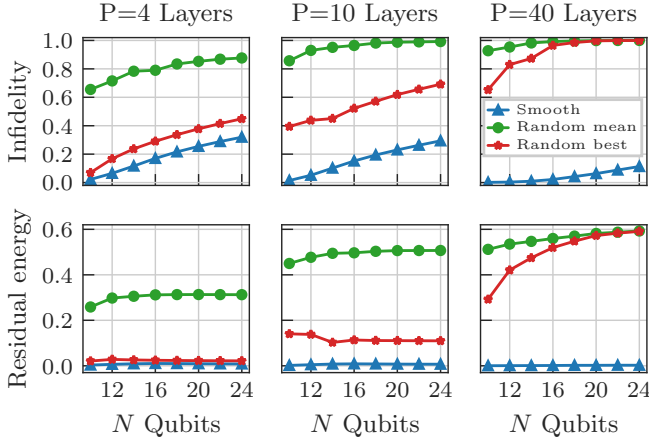 P=4 Layers P=10 Layers P=40 Layers
Infidelity
1.0
0.8
0.6
0.4
0.2
0.0
Smooth
Random mean
Random best
Residual energy
0.6
0.4
0.2
0.0
12 16 20 24 12 16 20 24 12 16 20 24
N Qubits N Qubits N Qubits